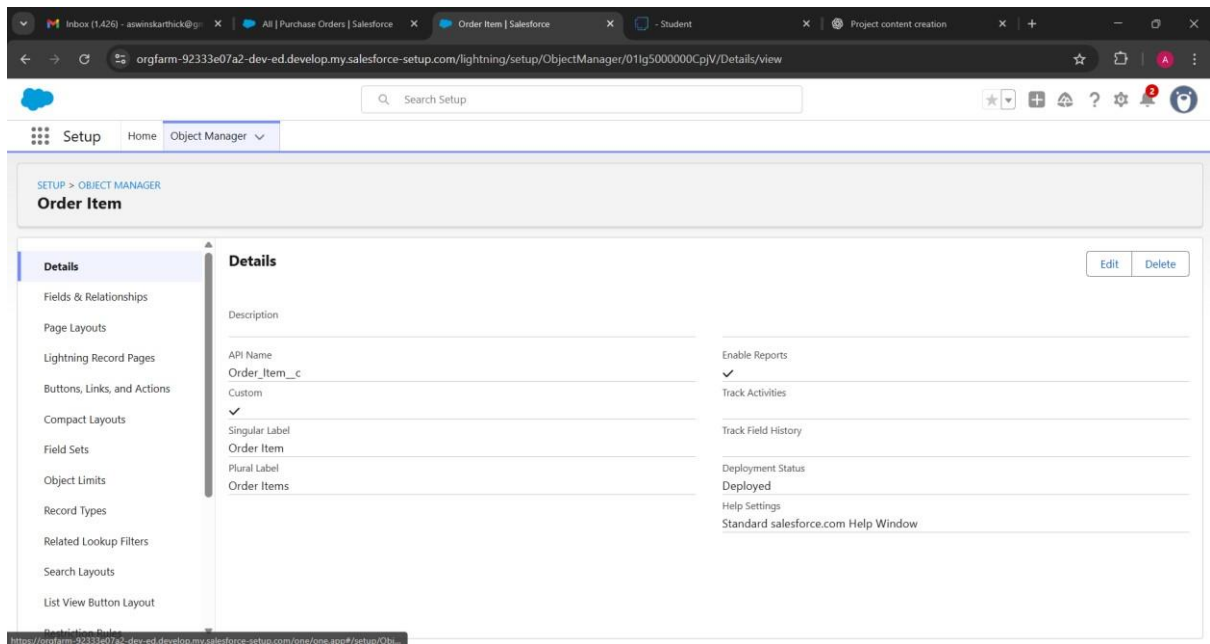 Inbox (1,426) - aswinskarthick@g
All | Purchase Orders | Salesforce
Order Item | Salesforce
- Student
Project content creation
orgfarm-92333e07a2-dev-ed.develop.my.salesforce-setup.com/lightning/setup/ObjectManager/01Ig5000000CpjV/Details/view
A
Search Setup
2
Setup
Home
Object Manager
SETUP > OBJECT MANAGER
Order Item
Details
Fields & Relationships
Page Layouts
Lightning Record Pages
Buttons, Links, and Actions
Compact Layouts
Field Sets
Object Limits
Record Types
Related Lookup Filters
Search Layouts
List View Button Layout
Restriction Rules
Details
Edit
Delete
Description
API Name
Order_Item__c
Custom
Singular Label
Order Item
Plural Label
Order Items
Enable Reports
Track Activities
Track Field History
Deployment Status
Deployed
Help Settings
Standard salesforce.com Help Window
https://orgfarm-92333e07a2-dev-ed.develop.my.salesforce-setup.com/one/one.app#/setup/Obj...